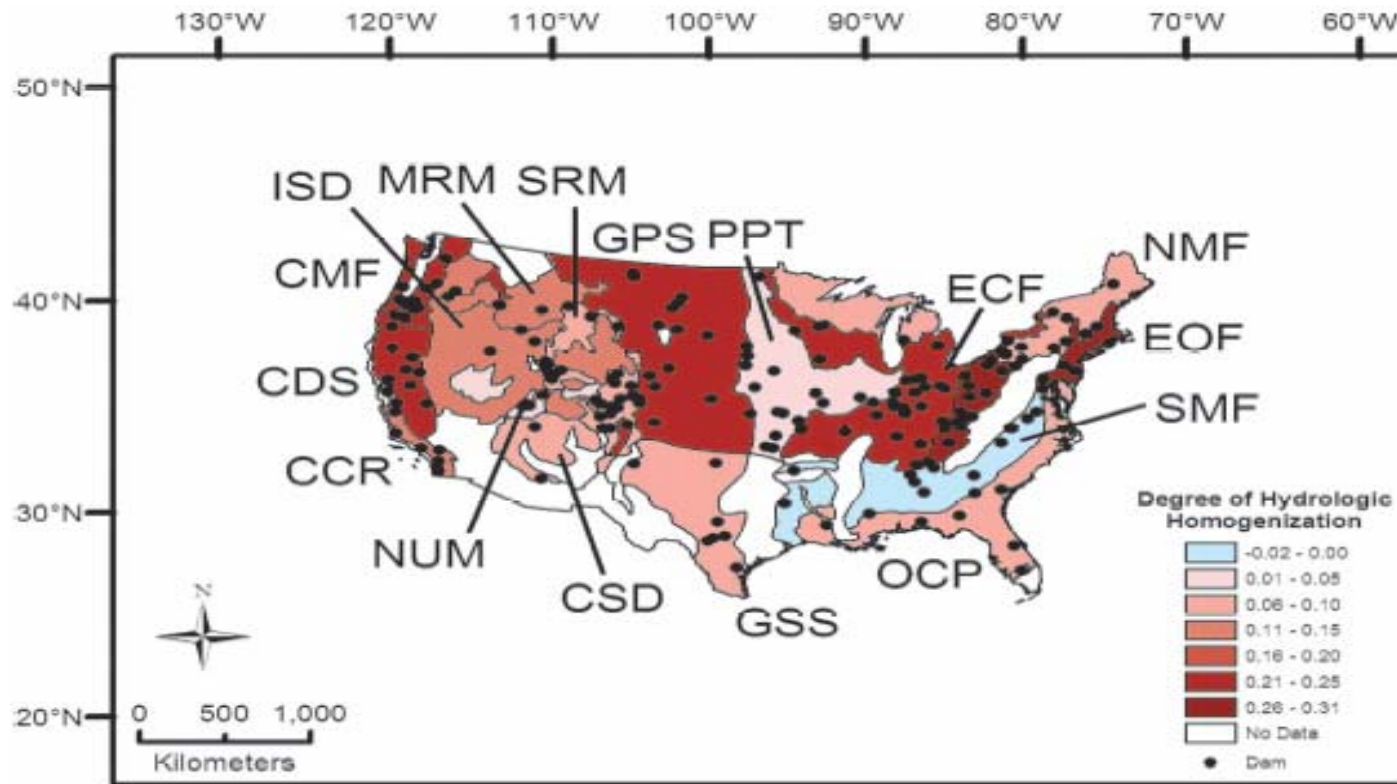 130°W 120°W 110°W 100°W 90°W 80°W 70°W 60°W
50°N
ISD MRM SRM
GPS PPT NMF
CMF ECF
40°N
EOF
CDS SMF
CCR
30°N
NUM OCP
CSD GSS
20°N
Degree of Hydrologic
Homogenization
-0.02 - 0.00
0.01 - 0.05
0.06 - 0.10
0.11 - 0.15
0.16 - 0.20
0.21 - 0.25
0.26 - 0.31
No Data
Dam
N
0 500 1,000
Kilometers